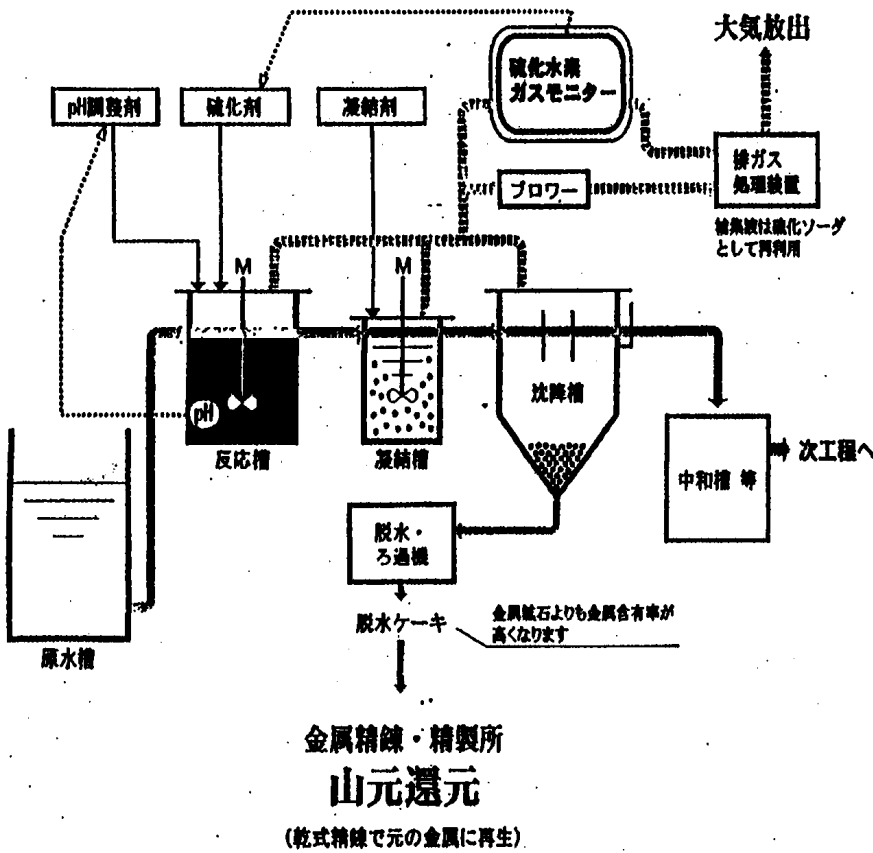 大気放出
硫化水素
ガスモニター
pH調整剤
硫化剤
凝結剤
排ガス
処理装置
ブロワー
捕集液は硫化ソーダ
として再利用
M
M
pH
反応槽
凝結槽
沈降槽
中和槽 等
次工程へ
原水槽
脱水・
ろ過機
脱水ケーキ
金属鉱石よりも金属含有率が
高くなります
金属精錬・精製所
山元還元
(乾式精錬で元の金属に再生)